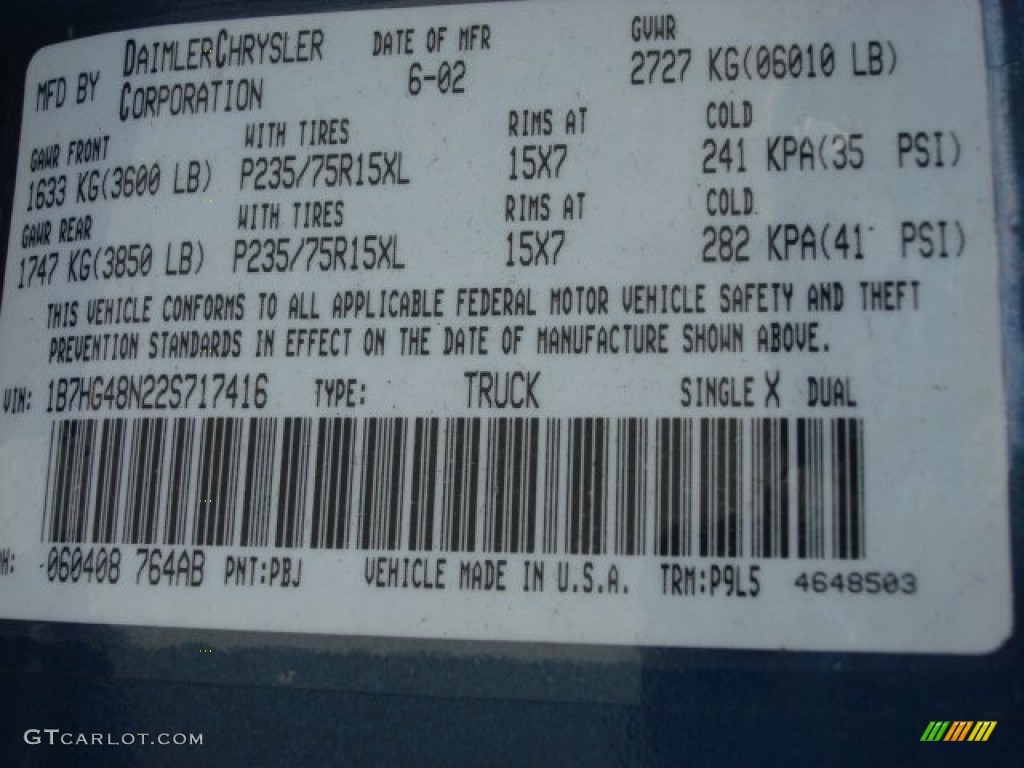 MFD BY DAIMLERCHRYSLER CORPORATION DATE OF MFR 6-02 GVWR 2727 KG(06010 LB)
GAWR FRONT WITH TIRES RIMS AT COLD
1633 KG(3600 LB) P235/75R15XL 15X7 241 KPA(35 PSI)
GAWR REAR WITH TIRES RIMS AT COLD
1747 KG(3850 LB) P235/75R15XL 15X7 282 KPA(41 PSI)
THIS VEHICLE CONFORMS TO ALL APPLICABLE FEDERAL MOTOR VEHICLE SAFETY AND THEFT
PREVENTION STANDARDS IN EFFECT ON THE DATE OF MANUFACTURE SHOWN ABOVE.
VIN: 1B7HG48N22S717416 TYPE: TRUCK SINGLE X DUAL
060408 764AB PNT:PBJ VEHICLE MADE IN U.S.A. TRM:P9L5 4648503
GTCARLOT.COM